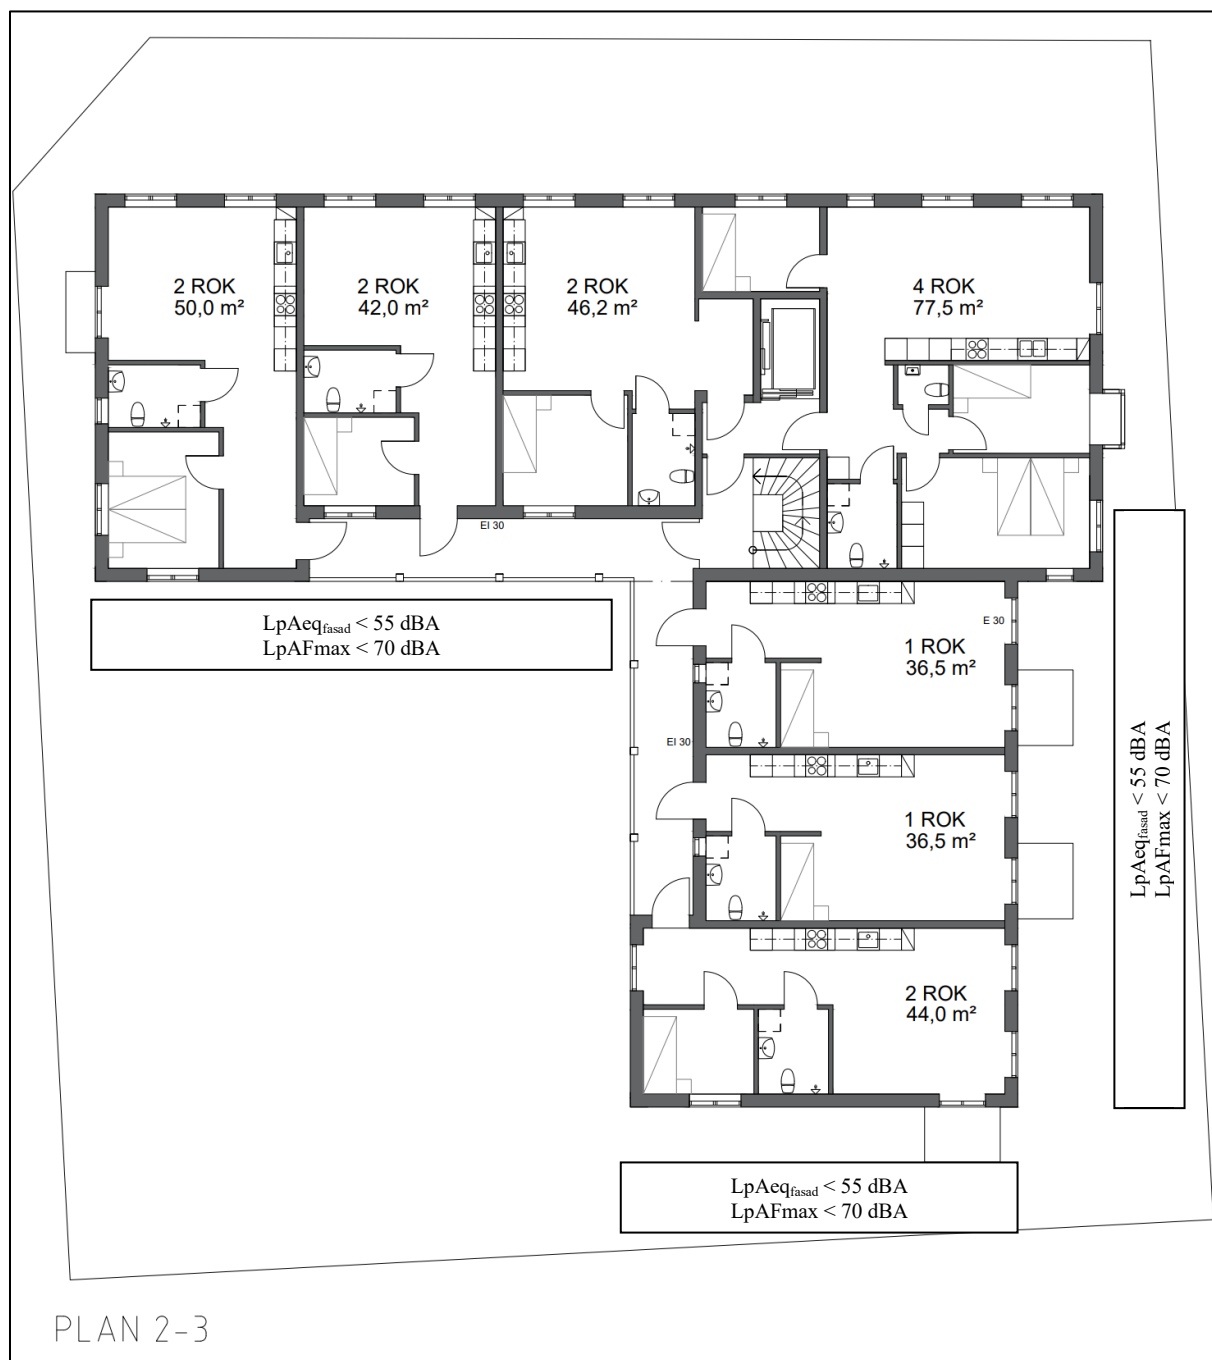 2 ROK
50,0 m²
2 ROK
42,0 m²
2 ROK
46,2 m²
4 ROK
77,5 m²
EI 30
LpAeqfasad < 55 dBA
LpAFmax < 70 dBA
E 30
1 ROK
36,5 m²
EI 30
1 ROK
36,5 m²
LpAeqfasad < 55 dBA
LpAFmax < 70 dBA
2 ROK
44,0 m²
LpAeqfasad < 55 dBA
LpAFmax < 70 dBA
PLAN 2-3